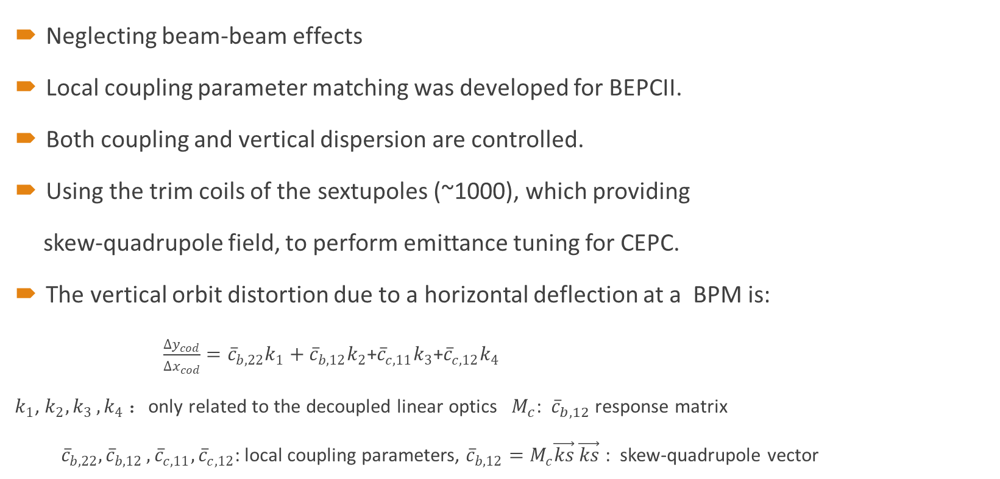 Neglecting beam-beam effects
Local coupling parameter matching was developed for BEPCII.
Both coupling and vertical dispersion are controlled.
Using the trim coils of the sextupoles (~1000), which providing
skew-quadrupole field, to perform emittance tuning for CEPC.
The vertical orbit distortion due to a horizontal deflection at a BPM is:
$\frac{\Delta y_{cod}}{\Delta x_{cod}} = \bar{c}_{b,22}k_1 + \bar{c}_{b,12}k_2 + \bar{c}_{c,11}k_3 + \bar{c}_{c,12}k_4$
$k_1, k_2, k_3, k_4$: only related to the decoupled linear optics $M_c$: $\bar{c}_{b,12}$ response matrix
$\bar{c}_{b,22}, \bar{c}_{b,12}, \bar{c}_{c,11}, \bar{c}_{c,12}$: local coupling parameters, $\bar{c}_{b,12} = M_c\overrightarrow{ks}$ $\overrightarrow{ks}$: skew-quadrupole vector